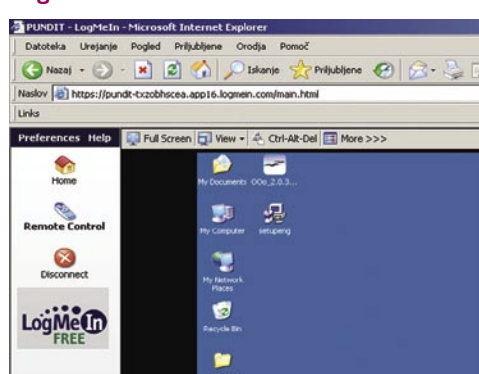 PUNDIT - LogMeIn - Microsoft Internet Explorer
Datoteka Urejanje Pogled Priljubljene Orodja Pomoč
Nazaj Iskanje Priljubljene
Naslov https://pundit-txzobhscea.app16.logmein.com/main.html
Links
Preferences Help Full Screen View Ctrl-Alt-Del More >>>
Home
Remote Control
Disconnect
LogMeIn
FREE
My Documents OOo_2.0.3...
My Computer setupeng
My Network
Places
Recycle Bin